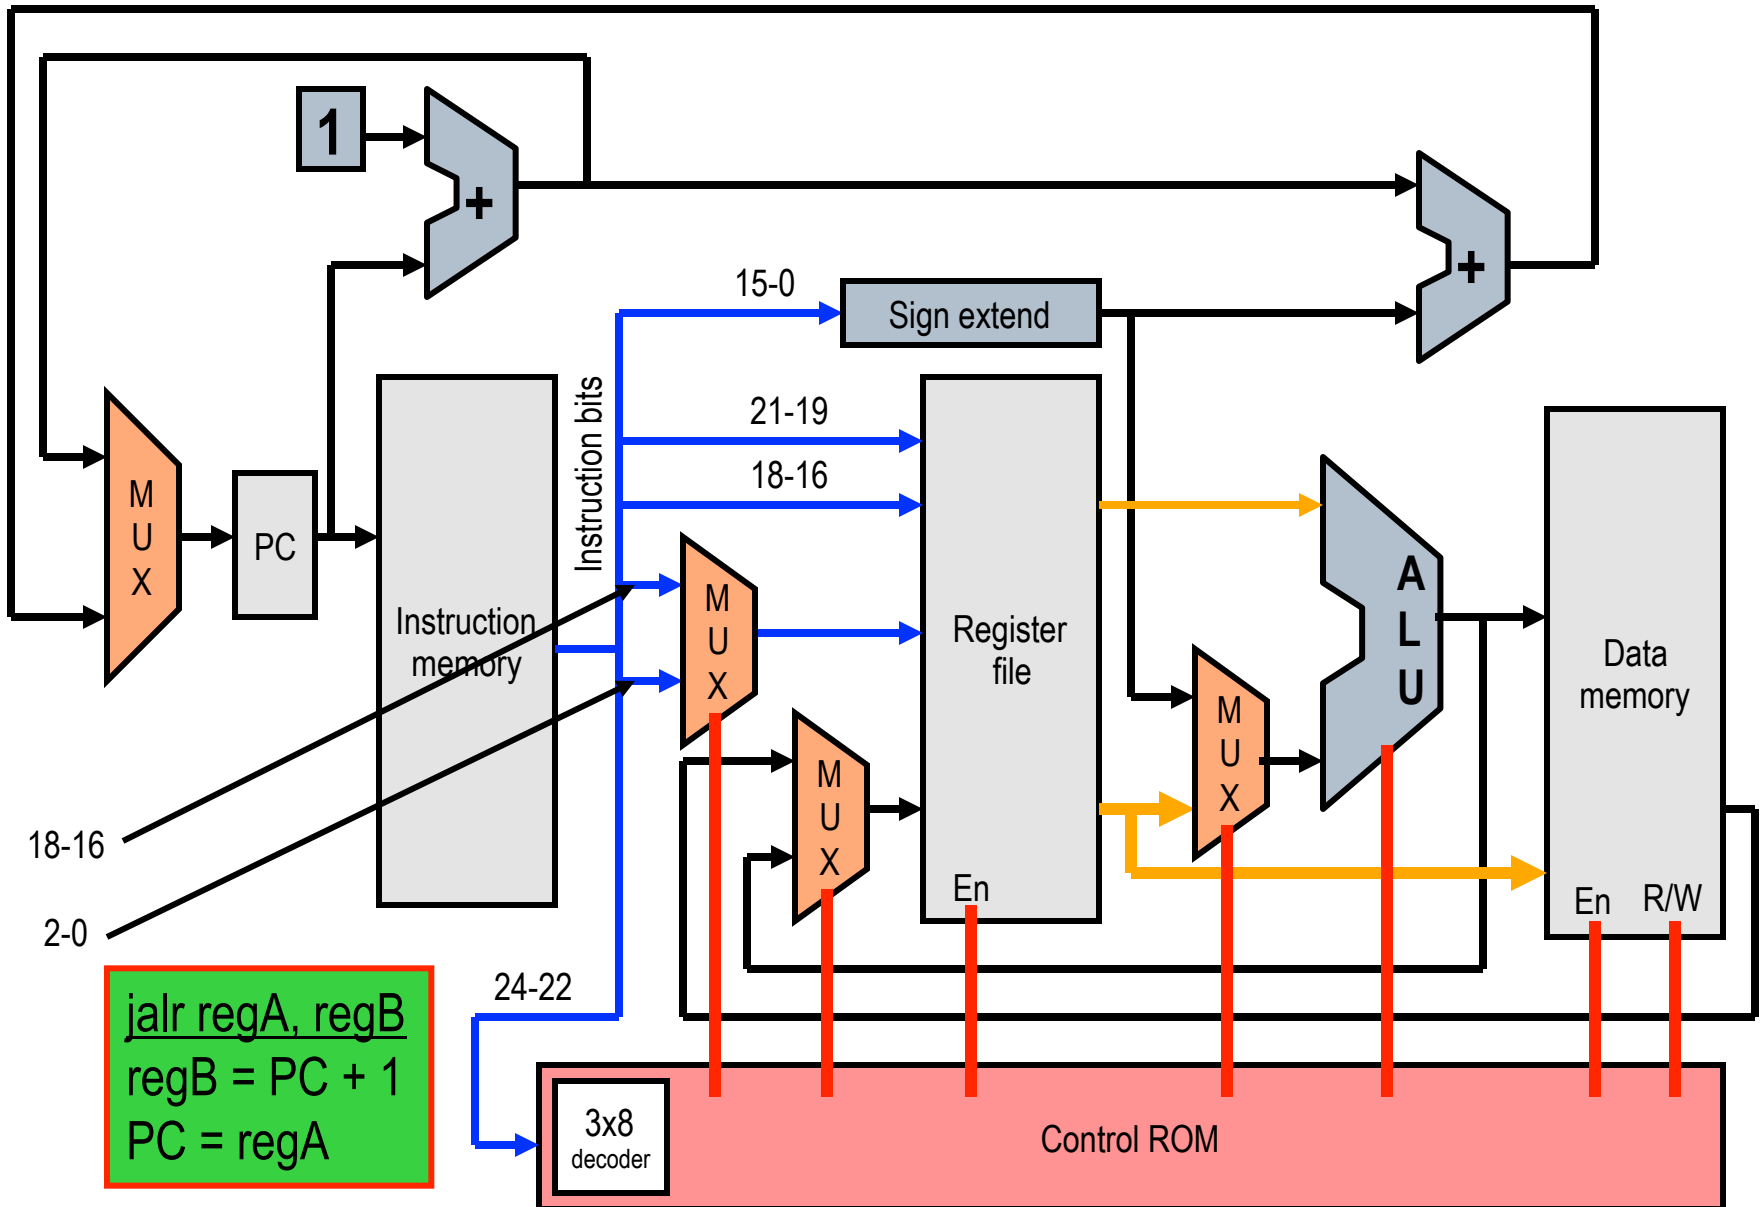 1
+
+
15-0
Sign extend
Instruction bits
21-19
18-16
M
U
X
PC
Instruction
memory
M
U
X
Register
file
En
M
U
X
M
U
X
A
L
U
Data
memory
En
R/W
18-16
2-0
24-22
jalr regA, regB
regB = PC + 1
PC = regA
3x8
decoder
Control ROM